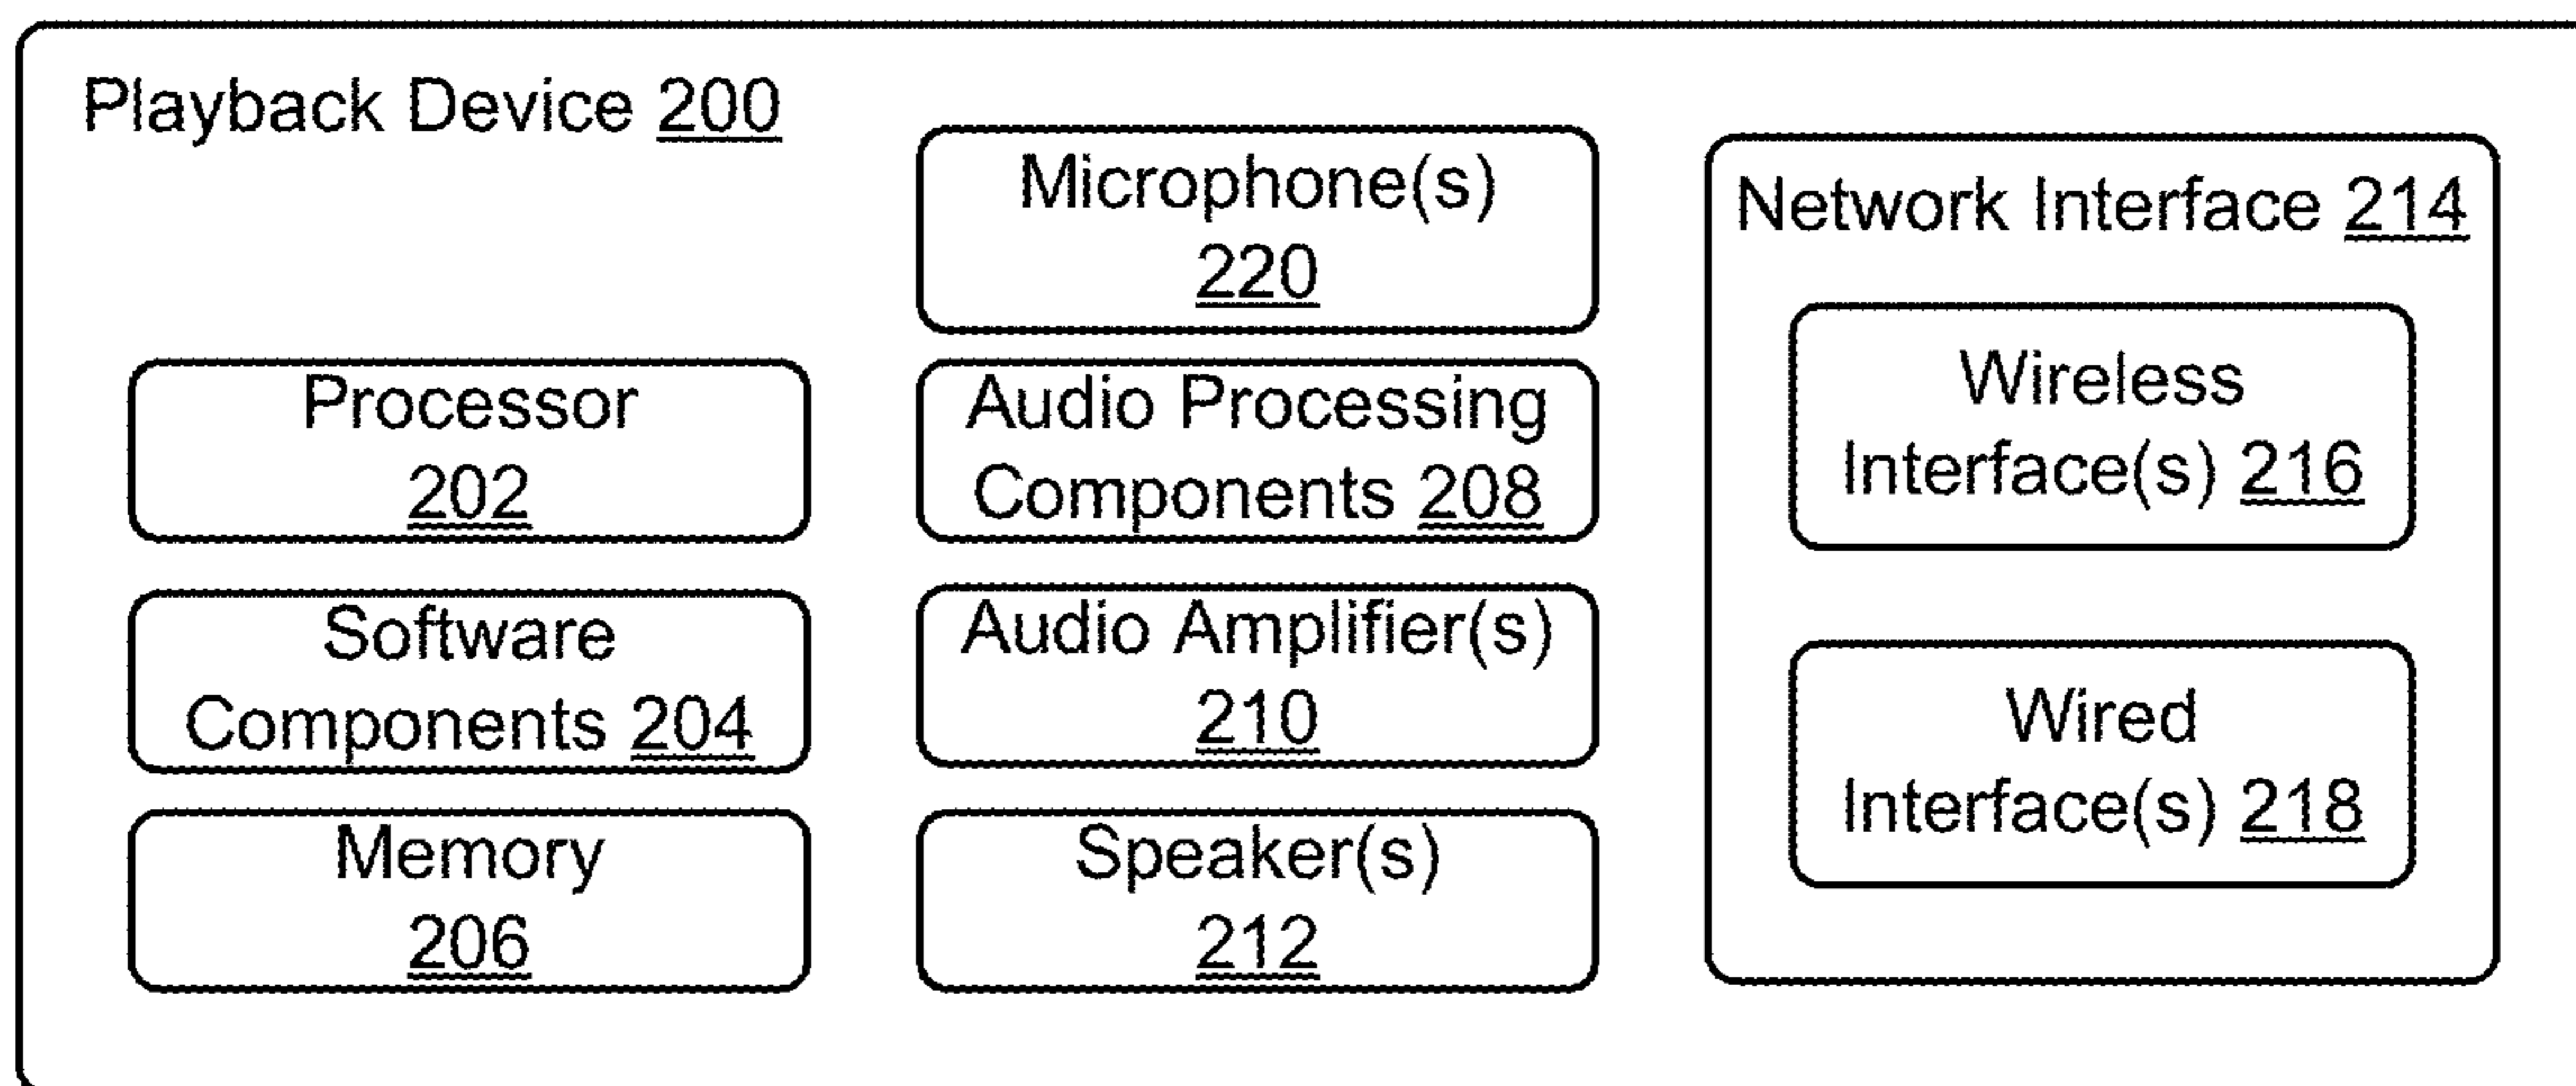 Playback Device 200
Microphone(s)
220
Network Interface 214
Processor
202
Audio Processing
Components 208
Wireless
Interface(s) 216
Software
Components 204
Audio Amplifier(s)
210
Wired
Interface(s) 218
Memory
206
Speaker(s)
212